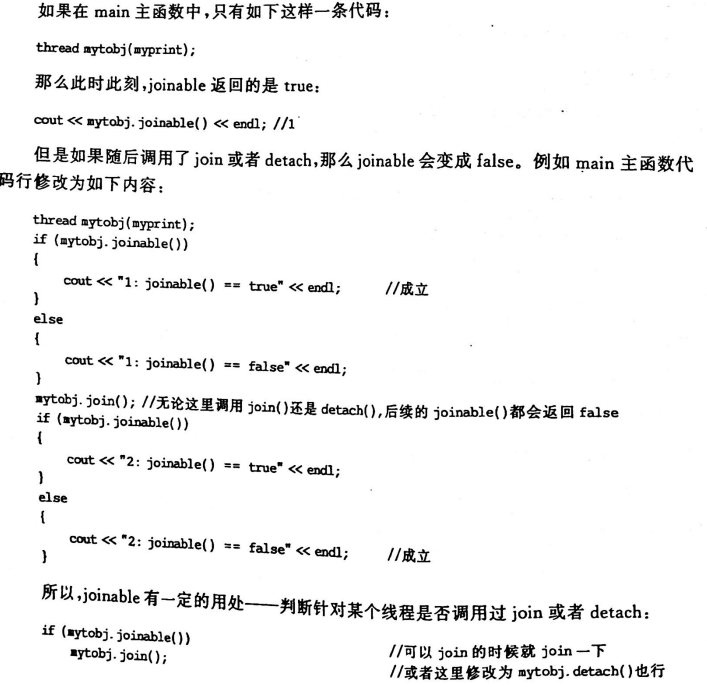 如果在 main 主函数中,只有如下这样一条代码:
thread mytobj(myprint);
那么此时此刻,joinable 返回的是 true:
cout << mytobj.joinable() << endl; //1
但是如果随后调用了 join 或者 detach,那么 joinable 会变成 false。例如 main 主函数代
码行修改为如下内容:
thread mytobj(myprint);
if (mytobj.joinable())
{
cout << "1: joinable() == true" << endl; //成立
}
else
{
cout << "1: joinable() == false" << endl;
}
mytobj.join(); //无论这里调用 join()还是 detach(),后续的 joinable()都会返回 false
if (mytobj.joinable())
{
cout << "2: joinable() == true" << endl;
}
else
{
cout << "2: joinable() == false" << endl; //成立
}
所以,joinable 有一定的用处——判断针对某个线程是否调用过 join 或者 detach:
if (mytobj.joinable()) //可以 join 的时候就 join 一下
mytobj.join(); //或者这里修改为 mytobj.detach()也行